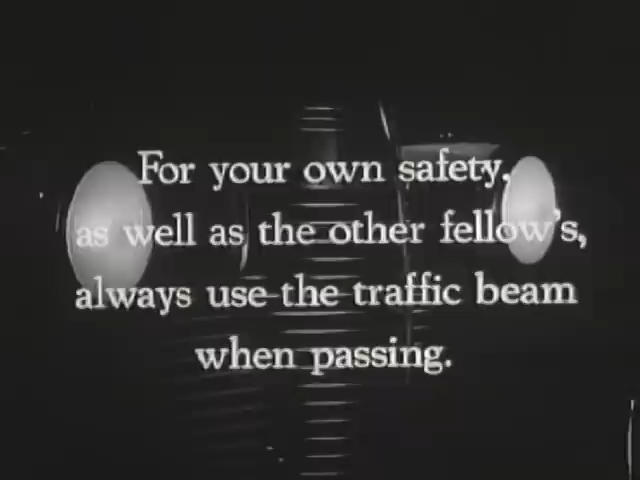 For your own safety,
as well as the other fellow's,
always use the traffic beam
when passing.